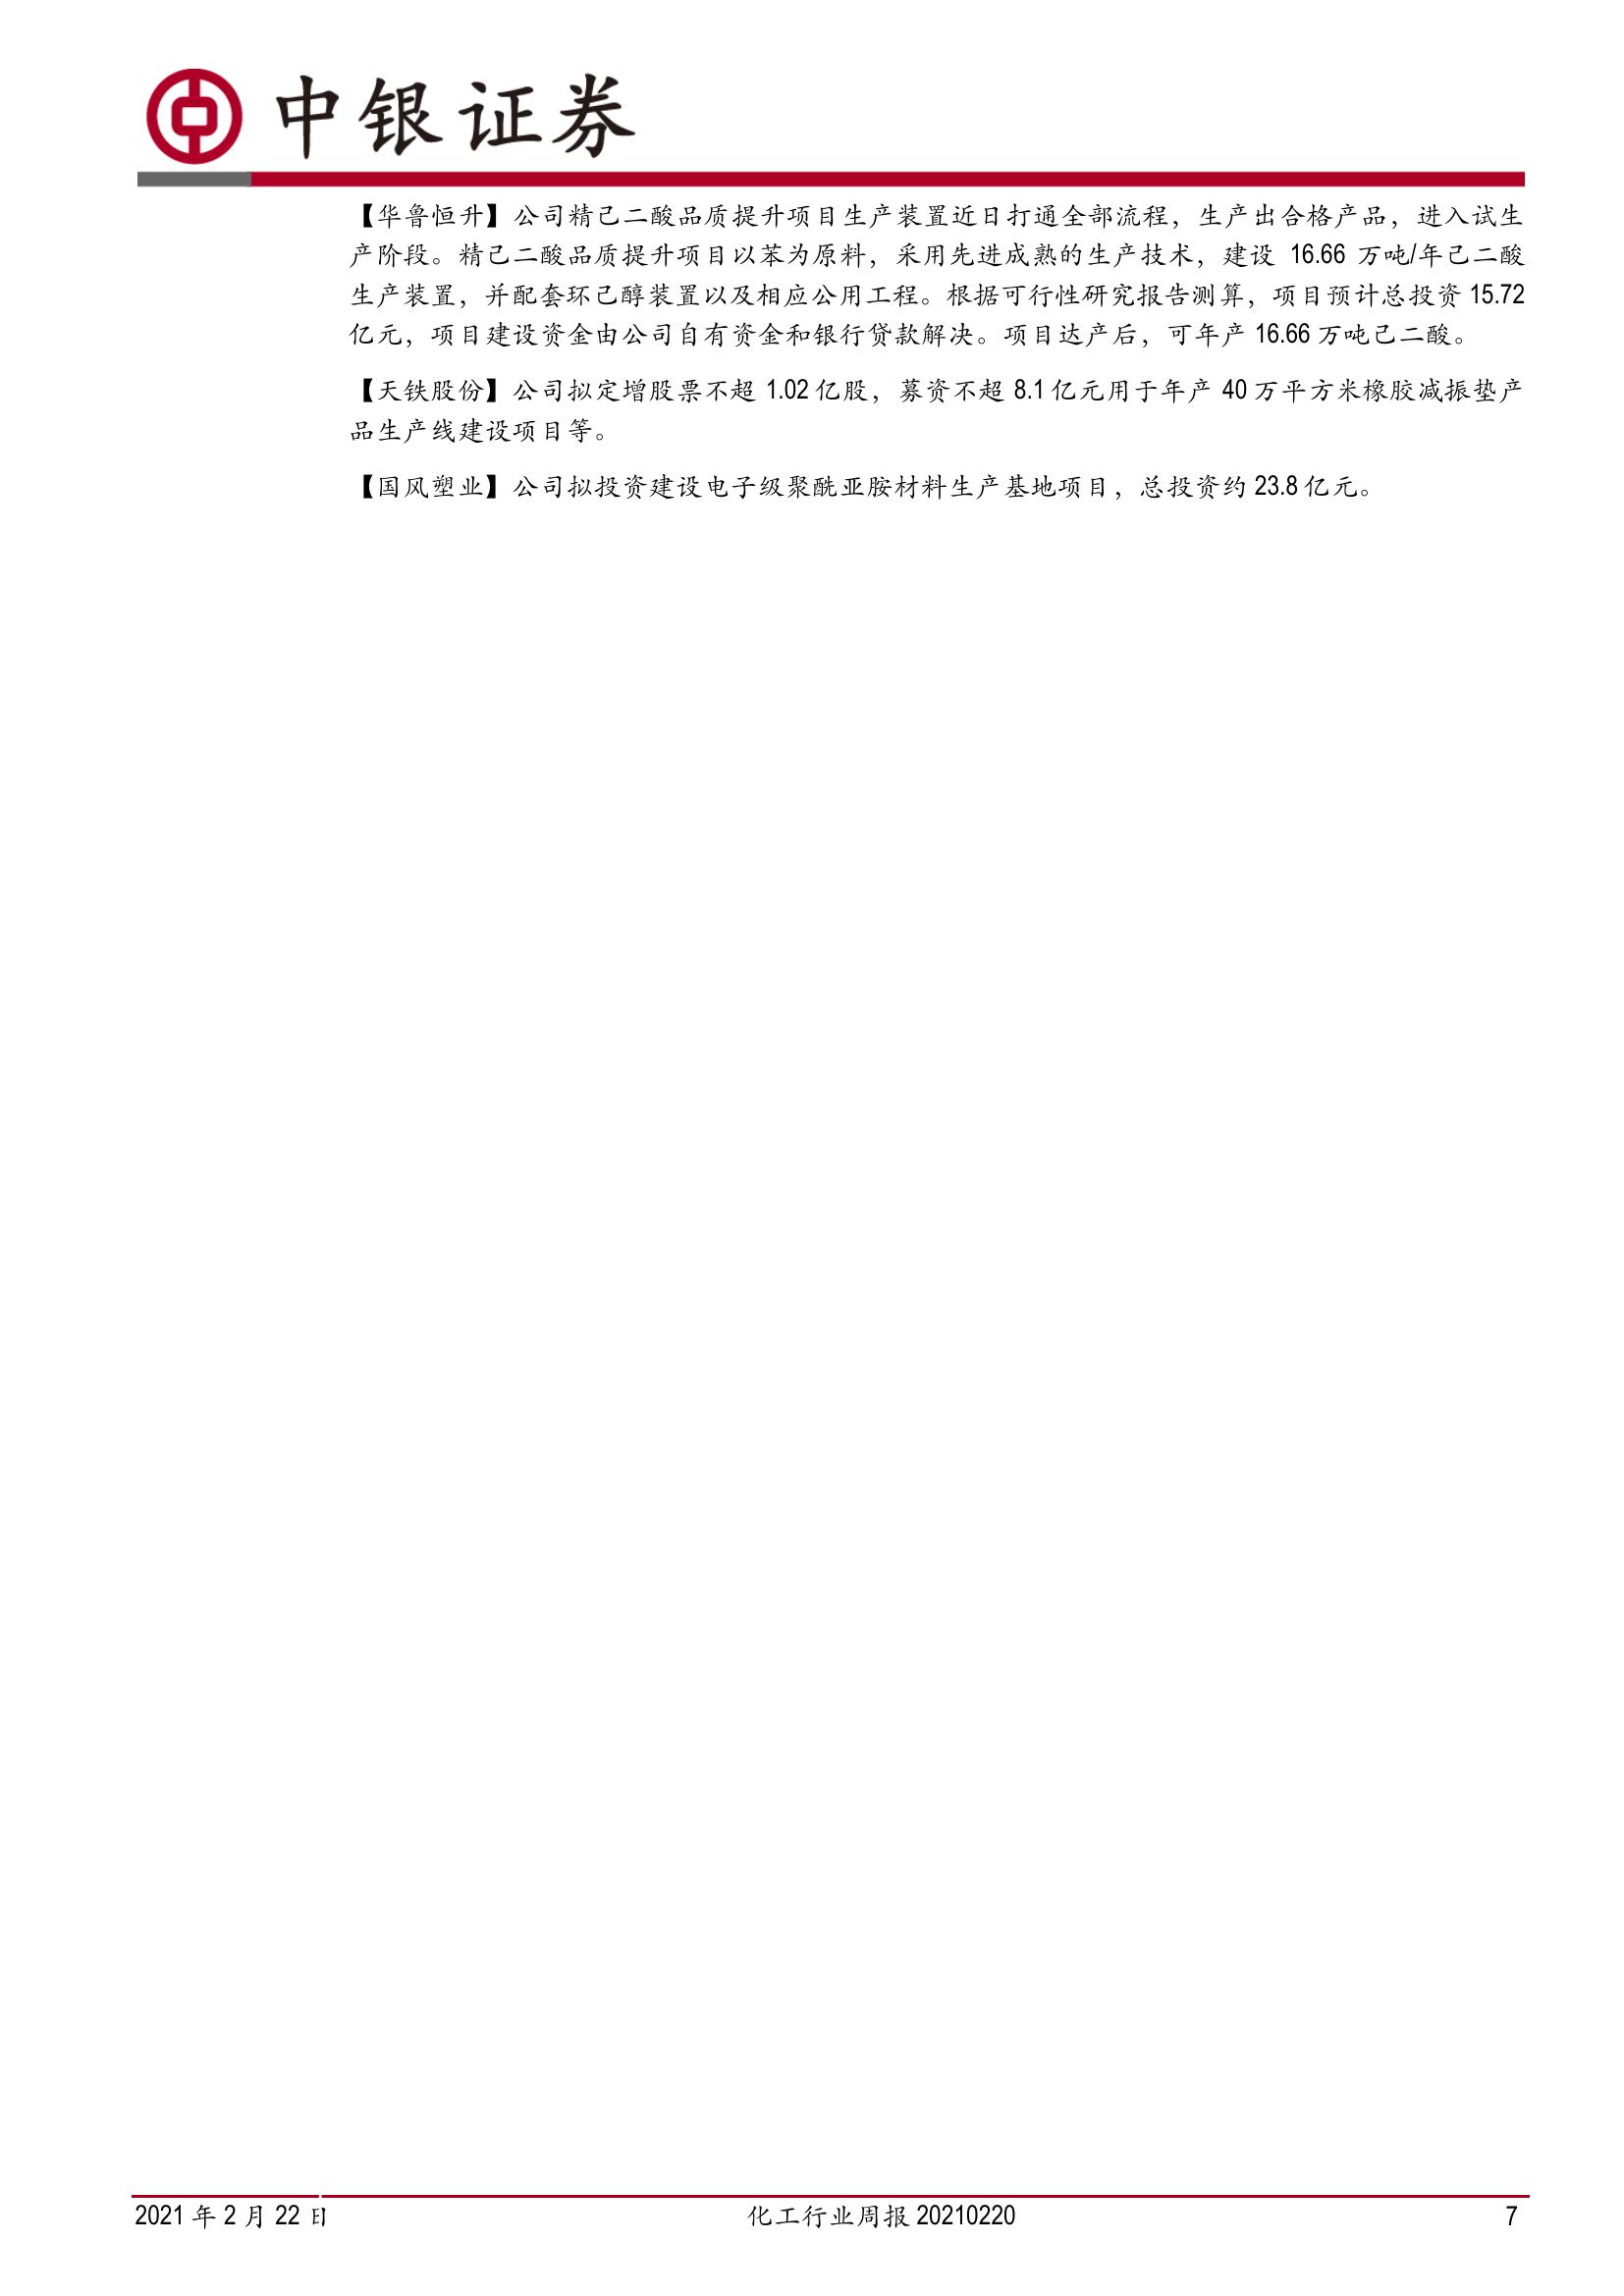 中银证券
【华鲁恒升】公司精己二酸品质提升项目生产装置近日打通全部流程，生产出合格产品，进入试生
产阶段。精己二酸品质提升项目以苯为原料，采用先进成熟的生产技术，建设 16.66 万吨/年己二酸
生产装置，并配套环己醇装置以及相应公用工程。根据可行性研究报告测算，项目预计总投资 15.72
亿元，项目建设资金由公司自有资金和银行贷款解决。项目达产后，可年产 16.66 万吨己二酸。
【天铁股份】公司拟定增股票不超 1.02 亿股，募资不超 8.1 亿元用于年产 40 万平方米橡胶减振垫产
品生产线建设项目等。
【国风塑业】公司拟投资建设电子级聚酰亚胺材料生产基地项目，总投资约 23.8 亿元。
2021 年 2 月 22 日 化工行业周报 20210220 7